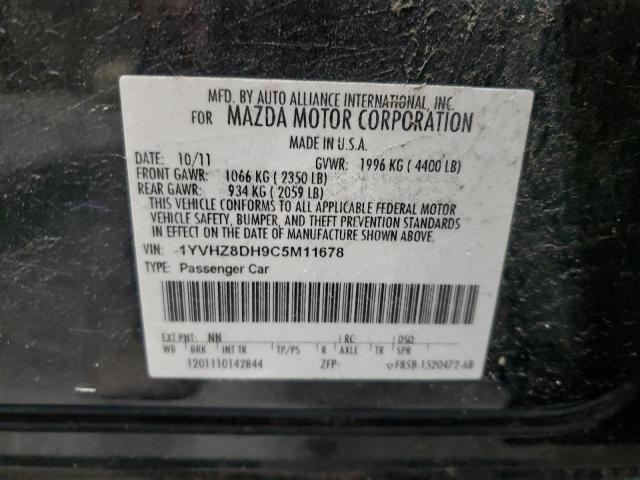 MFD. BY AUTO ALLIANCE INTERNATIONAL, INC.
FOR MAZDA MOTOR CORPORATION
MADE IN U.S.A.
DATE: 10/11 GVWR: 1996 KG ( 4400 LB)
FRONT GAWR: 1066 KG ( 2350 LB)
REAR GAWR: 934 KG ( 2059 LB)
THIS VEHICLE CONFORMS TO ALL APPLICABLE FEDERAL MOTOR
VEHICLE SAFETY, BUMPER, AND THEFT PREVENTION STANDARDS
IN EFFECT ON THE DATE OF MANUFACTURE SHOWN ABOVE.
VIN: 1YVHZ8DH9C5M11678
TYPE: Passenger Car
EXT PNT: NN RC: DSO:
WB BRK INT TR TP/PS R AXLE TR SPR
1201110142844 ZFP F85B-1520472-AB